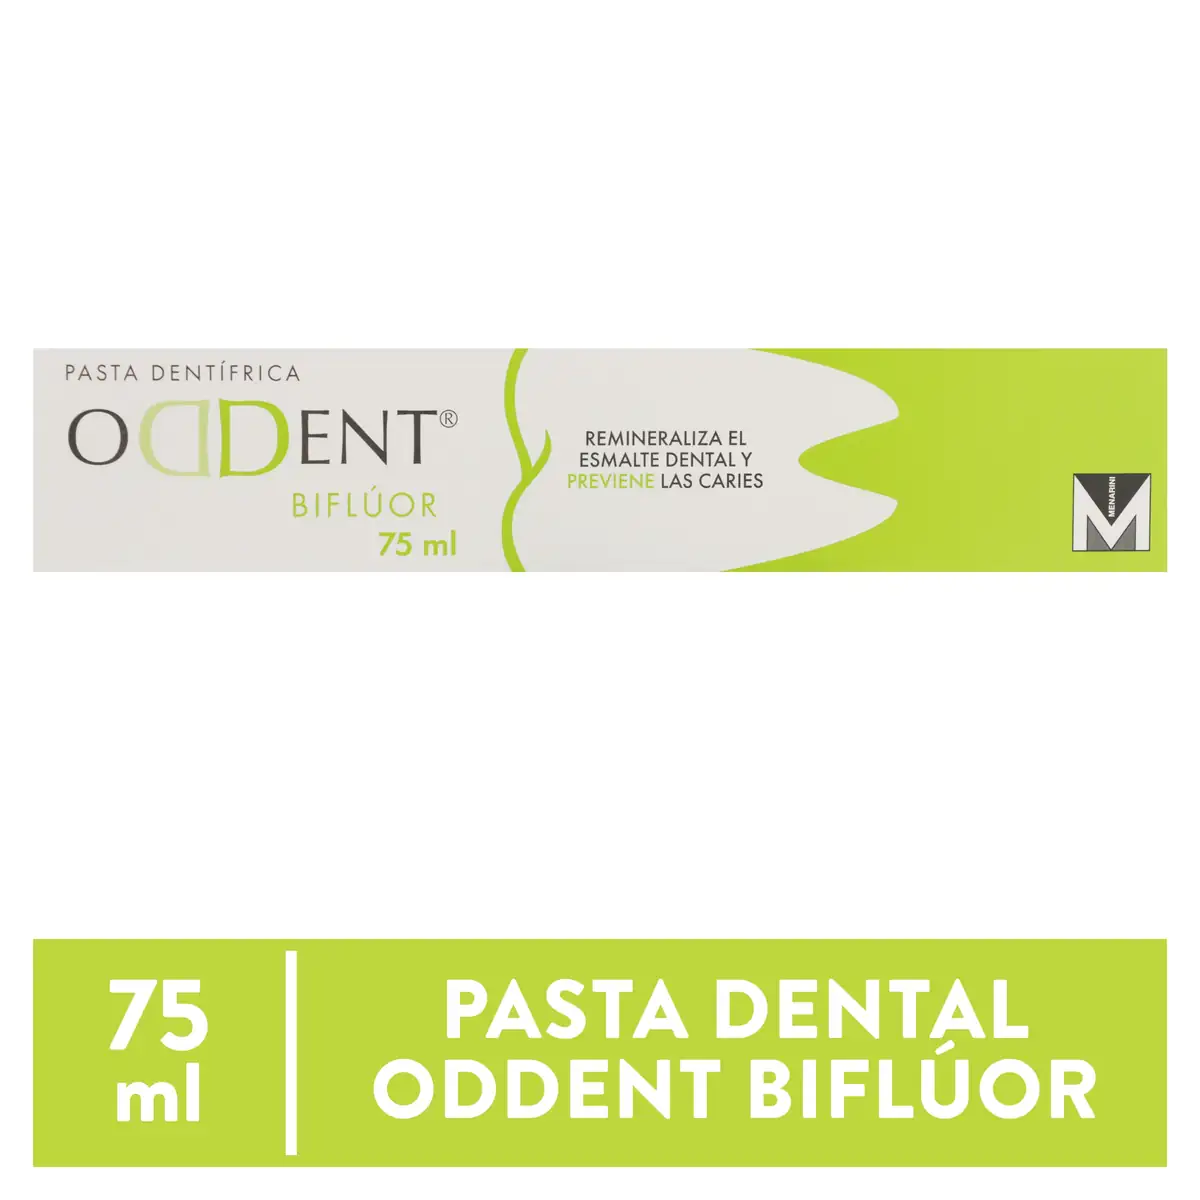 PASTA DENTÍFRICA
ODDENT®
BIFLÚOR
75 ml
REMINERALIZA EL
ESMALTE DENTAL Y
PREVIENE LAS CARIES
MENARINI
75
ml
PASTA DENTAL
ODDENT BIFLÚOR